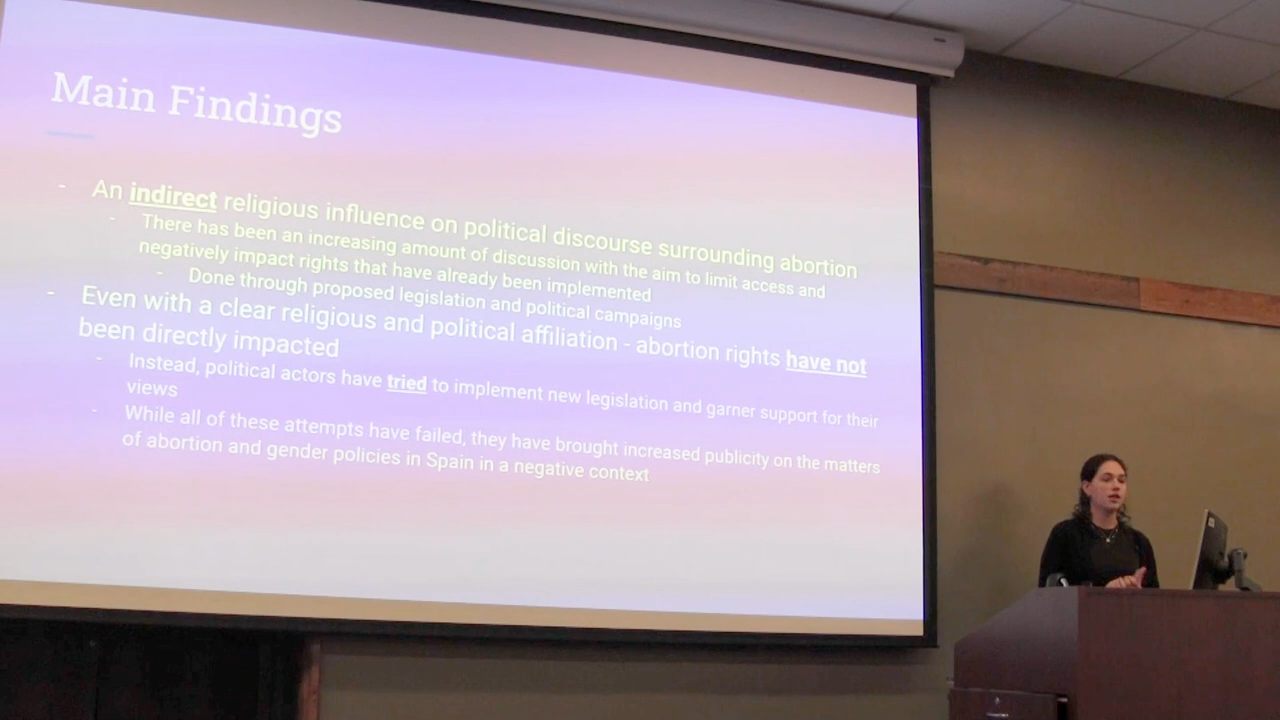 Main Findings
- An indirect religious influence on political discourse surrounding abortion
- There has been an increasing amount of discussion with the aim to limit access and
negatively impact rights that have already been implemented
- Done through proposed legislation and political campaigns
- Even with a clear religious and political affiliation - abortion rights have not
been directly impacted
- Instead, political actors have tried to implement new legislation and garner support for their
views
- While all of these attempts have failed, they have brought increased publicity on the matters
of abortion and gender policies in Spain in a negative context